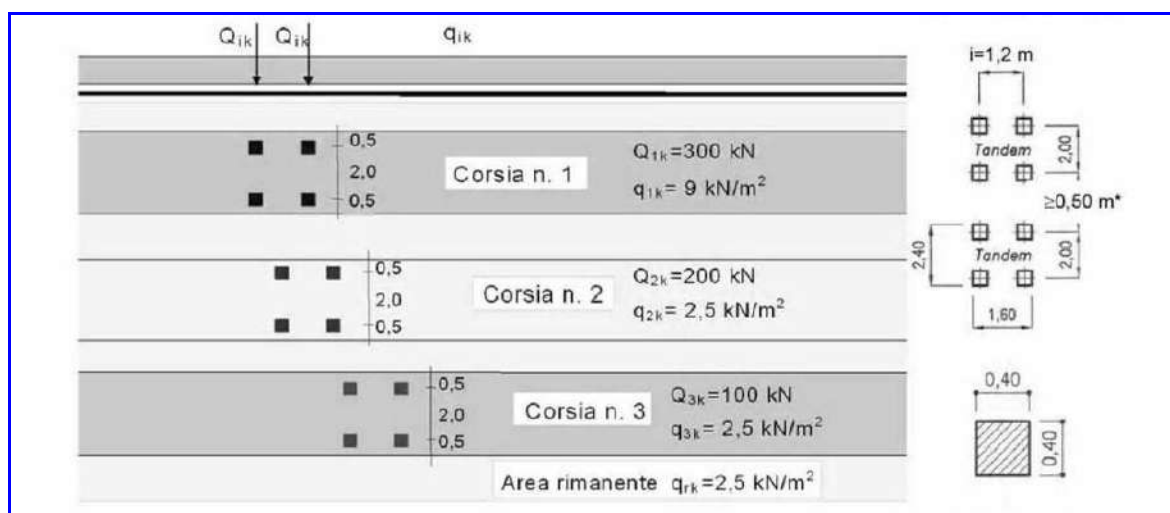 Qik Qik qik
0,5
2,0
0,5
Corsia n. 1
Q1k=300 kN
q1k= 9 kN/m²
0,5
2,0
0,5
Corsia n. 2
Q2k=200 kN
q2k= 2,5 kN/m²
0,5
2,0
0,5
Corsia n. 3
Q3k=100 kN
q3k= 2,5 kN/m²
Area rimanente qrk=2,5 kN/m²
i=1,2 m
Tandem
2,00
≥0,50 m*
2,40
Tandem
2,00
1,60
0,40
0,40